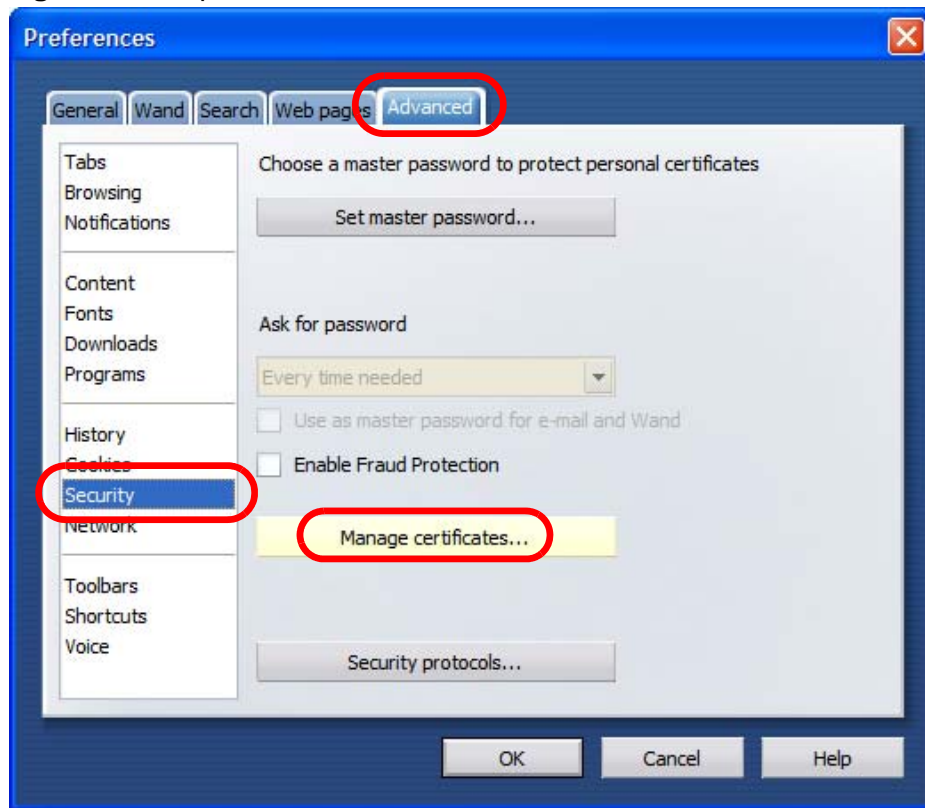 Preferences
General Wand Search Web pages Advanced
Tabs
Browsing
Notifications
Content
Fonts
Downloads
Programs
History
Cookies
Security
Network
Toolbars
Shortcuts
Voice
Choose a master password to protect personal certificates
Set master password...
Ask for password
Every time needed
Use as master password for e-mail and Wand
Enable Fraud Protection
Manage certificates...
Security protocols...
OK Cancel Help